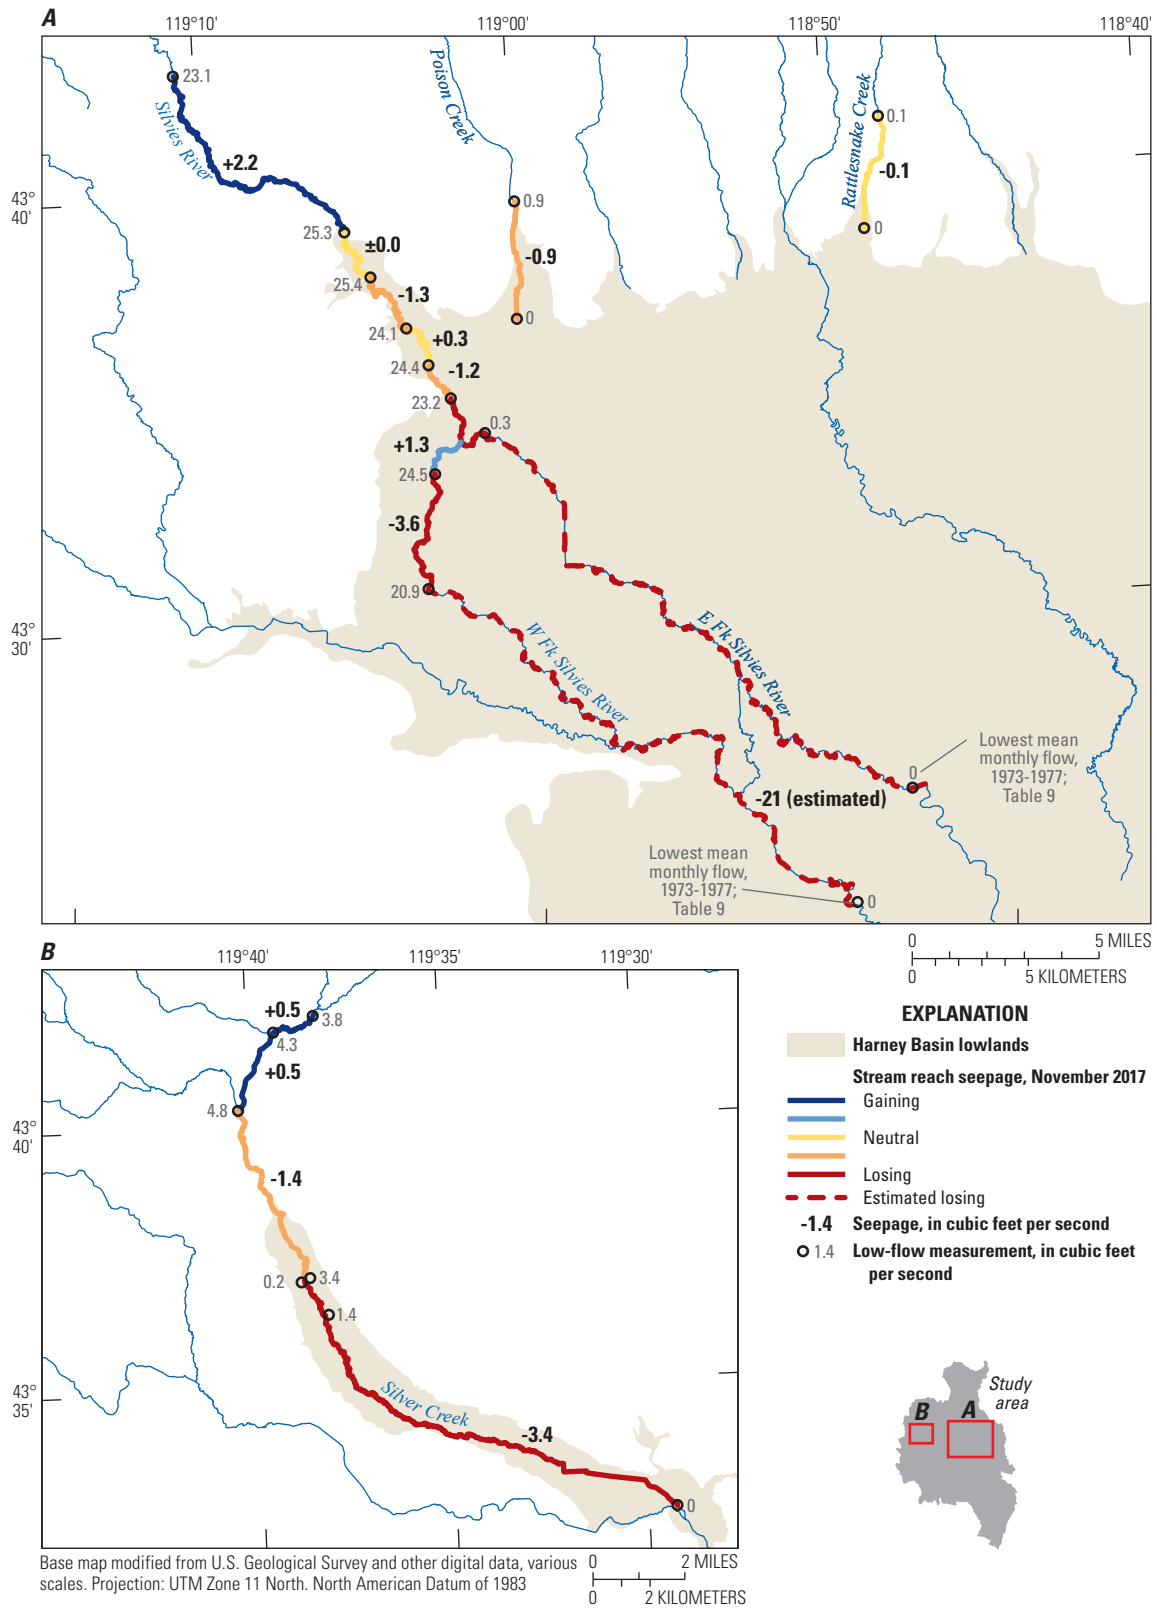 A
119°10'
119°00'
118°50'
118°40'
23.1
Silvies River
+2.2
Poison Creek
Rattlesnake Creek
0.1
-0.1
43°
40'
0.9
0
25.3
±0.0
-0.9
25.4
-1.3
0
24.1
+0.3
24.4
-1.2
23.2
0.3
+1.3
24.5
-3.6
20.9
43°
30'
W Fk Silvies River
E Fk Silvies River
Lowest mean
monthly flow,
1973-1977;
Table 9
0
-21 (estimated)
Lowest mean
monthly flow,
1973-1977;
Table 9
0
B
119°40'
119°35'
119°30'
0
5 MILES
0
5 KILOMETERS
+0.5
3.8
4.3
+0.5
4.8
43°
40'
-1.4
0.2
3.4
1.4
43°
35'
Silver Creek
-3.4
0
EXPLANATION
Harney Basin lowlands
Stream reach seepage, November 2017
Gaining
Neutral
Losing
Estimated losing
-1.4 Seepage, in cubic feet per second
1.4 Low-flow measurement, in cubic feet
per second
Study
area
B
A
Base map modified from U.S. Geological Survey and other digital data, various
scales. Projection: UTM Zone 11 North. North American Datum of 1983
0
2 MILES
0
2 KILOMETERS